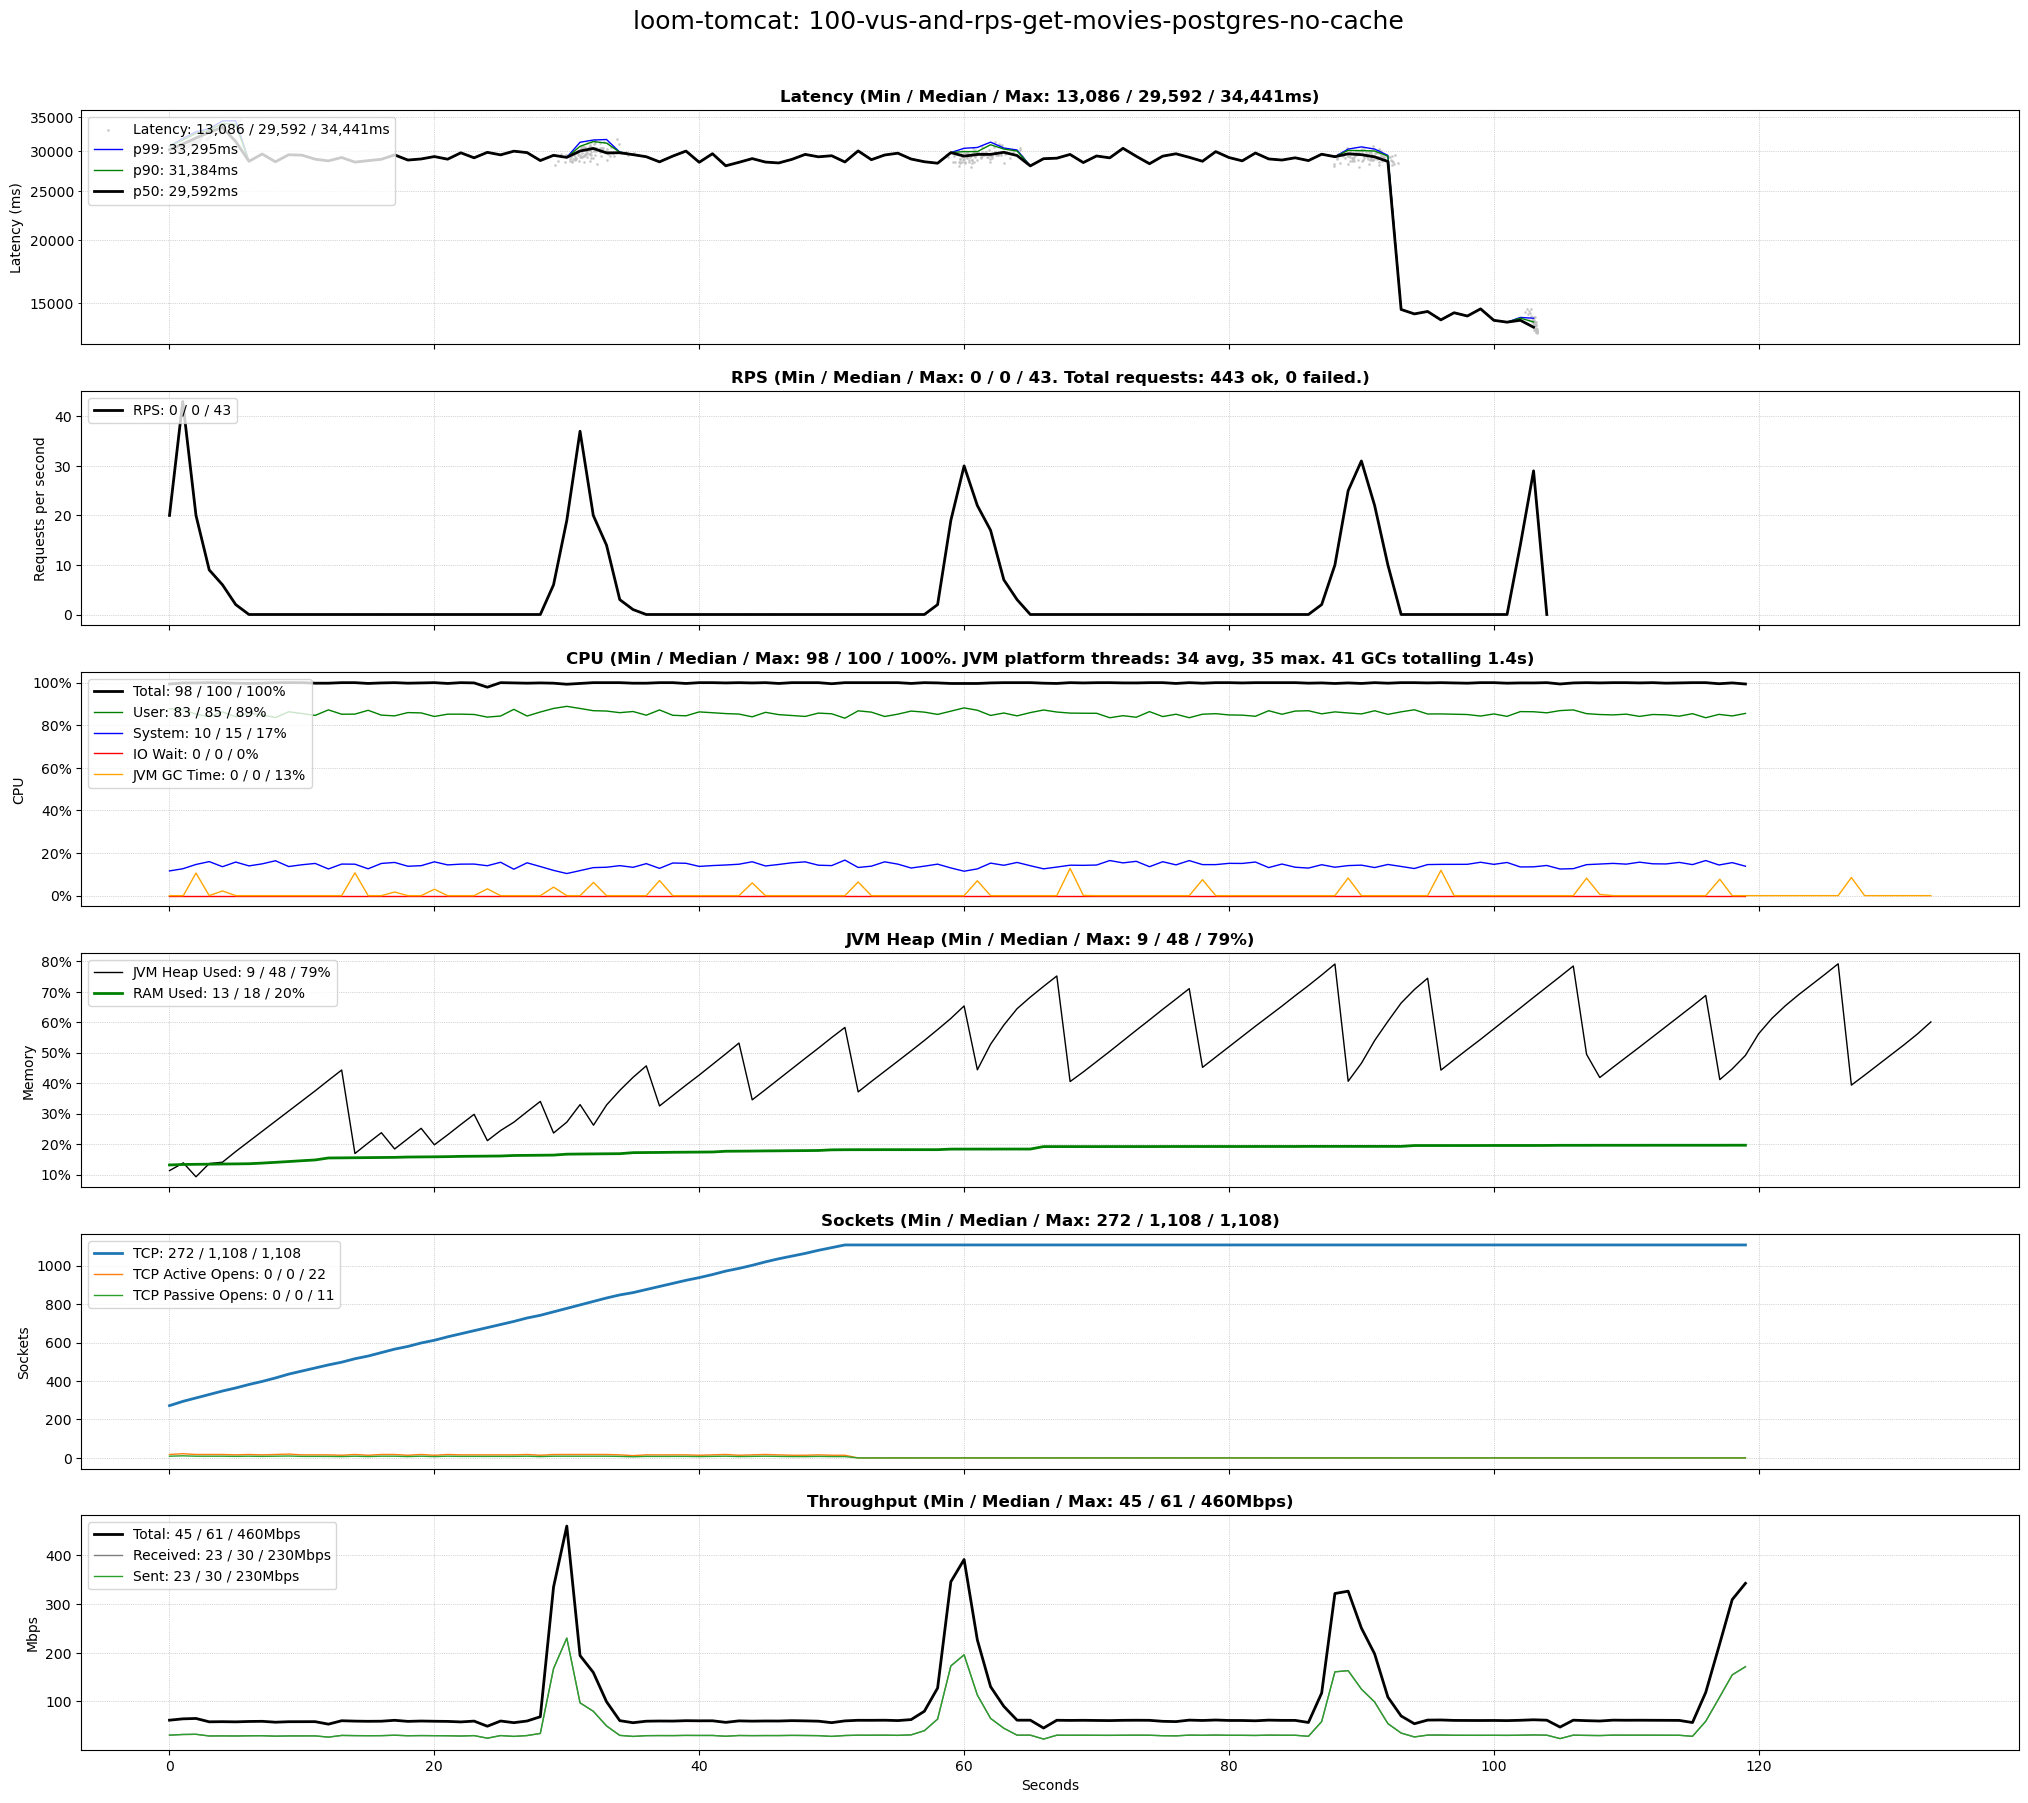 loom-tomcat: 100-vus-and-rps-get-movies-postgres-no-cache
Latency (Min / Median / Max: 13,086 / 29,592 / 34,441ms)
Latency (ms)
35000
30000
25000
20000
15000
Latency: 13,086 / 29,592 / 34,441ms
p99: 33,295ms
p90: 31,384ms
p50: 29,592ms
RPS (Min / Median / Max: 0 / 0 / 43. Total requests: 443 ok, 0 failed.)
Requests per second
40
30
20
10
0
RPS: 0 / 0 / 43
CPU (Min / Median / Max: 98 / 100 / 100%. JVM platform threads: 34 avg, 35 max. 41 GCs totalling 1.4s)
CPU
100%
80%
60%
40%
20%
0%
Total: 98 / 100 / 100%
User: 83 / 85 / 89%
System: 10 / 15 / 17%
IO Wait: 0 / 0 / 0%
JVM GC Time: 0 / 0 / 13%
JVM Heap (Min / Median / Max: 9 / 48 / 79%)
Memory
80%
70%
60%
50%
40%
30%
20%
10%
JVM Heap Used: 9 / 48 / 79%
RAM Used: 13 / 18 / 20%
Sockets (Min / Median / Max: 272 / 1,108 / 1,108)
Sockets
1000
800
600
400
200
0
TCP: 272 / 1,108 / 1,108
TCP Active Opens: 0 / 0 / 22
TCP Passive Opens: 0 / 0 / 11
Throughput (Min / Median / Max: 45 / 61 / 460Mbps)
Mbps
400
300
200
100
Total: 45 / 61 / 460Mbps
Received: 23 / 30 / 230Mbps
Sent: 23 / 30 / 230Mbps
0 20 40 60 80 100 120
Seconds